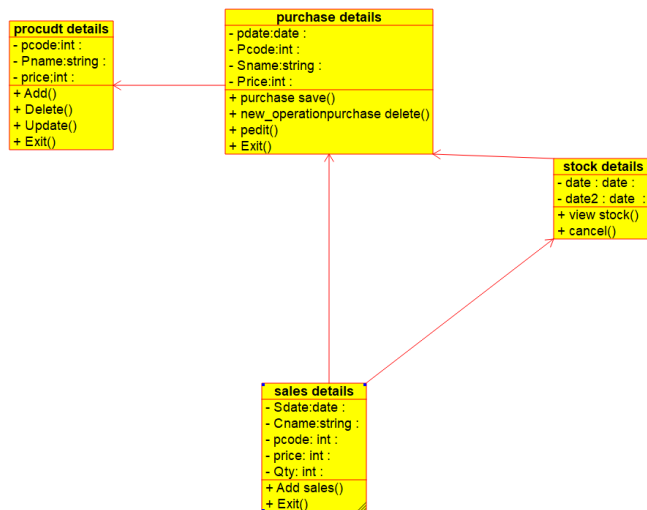 procudt details
- pcode:int :
- Pname:string :
- price;int :
+ Add()
+ Delete()
+ Update()
+ Exit()
purchase details
- pdate:date :
- Pcode:int :
- Sname:string :
- Price:int :
+ purchase save()
+ new_operationpurchase delete()
+ pedit()
+ Exit()
stock details
- date : date :
- date2 : date :
+ view stock()
+ cancel()
sales details
- Sdate:date :
- Cname:string :
- pcode: int :
- price: int :
- Qty: int :
+ Add sales()
+ Exit()